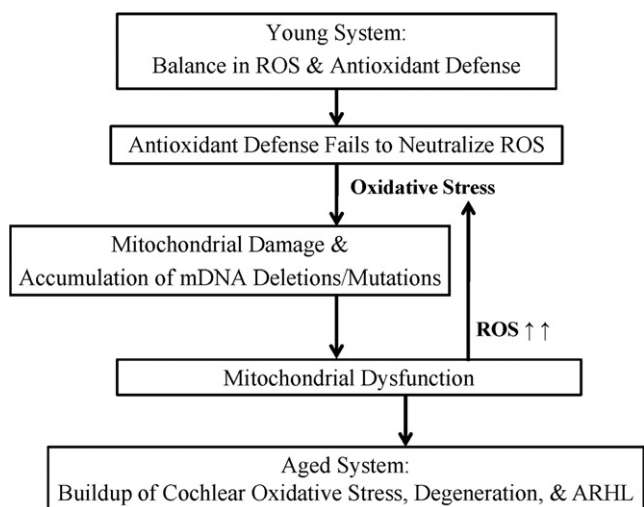 Young System:
Balance in ROS & Antioxidant Defense
Antioxidant Defense Fails to Neutralize ROS
Oxidative Stress
Mitochondrial Damage &
Accumulation of mDNA Deletions/Mutations
ROS ↑ ↑
Mitochondrial Dysfunction
Aged System:
Buildup of Cochlear Oxidative Stress, Degeneration, & ARHL